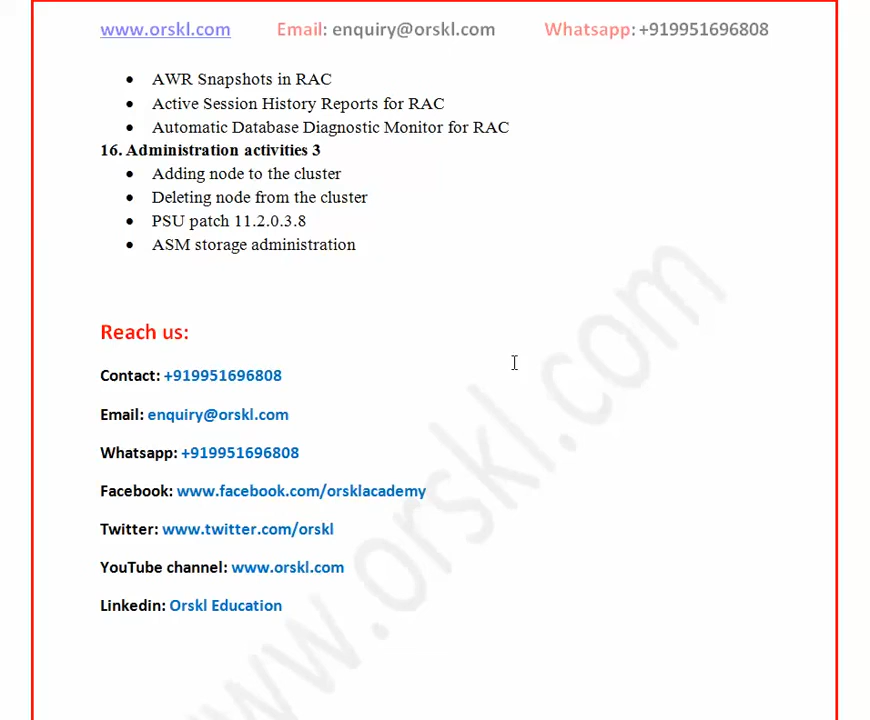 www.orskl.com Email: enquiry@orskl.com Whatsapp: +919951696808
• AWR Snapshots in RAC
• Active Session History Reports for RAC
• Automatic Database Diagnostic Monitor for RAC
16. Administration activities 3
• Adding node to the cluster
• Deleting node from the cluster
• PSU patch 11.2.0.3.8
• ASM storage administration
Reach us:
Contact: +919951696808
Email: enquiry@orskl.com
Whatsapp: +919951696808
Facebook: www.facebook.com/orsklacademy
Twitter: www.twitter.com/orskl
YouTube channel: www.orskl.com
Linkedin: Orskl Education
www.orskl.com